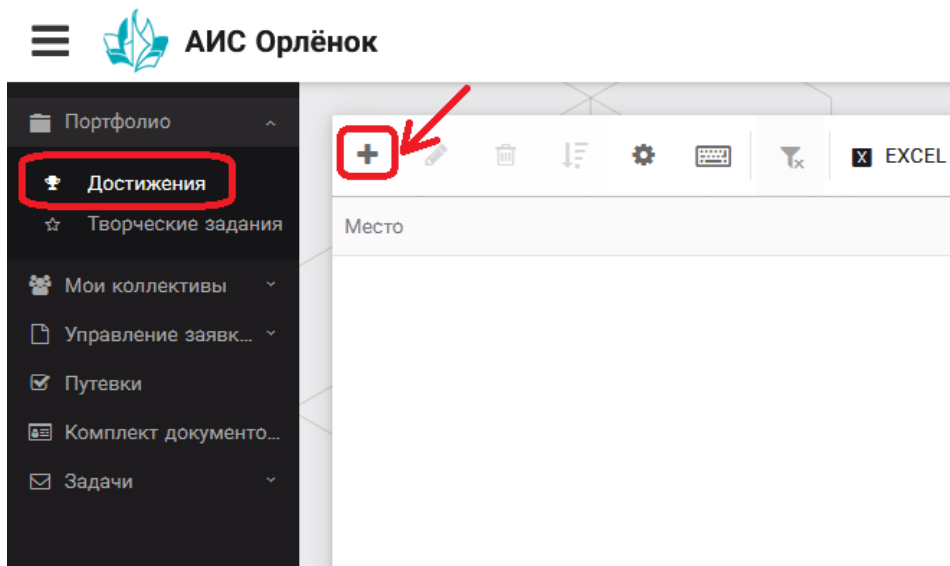 АИС Орлёнок
Портфолио
Достижения
Творческие задания
Мои коллективы
Управление заявк...
Путевки
Комплект документо...
Задачи
X EXCEL
Место